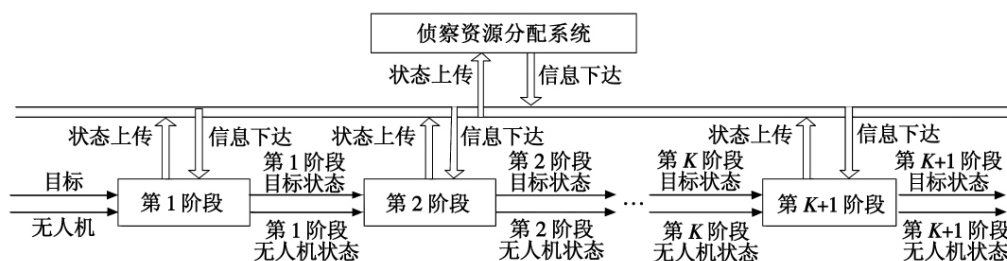 侦察资源分配系统
状态上传
信息下达
状态上传
信息下达
状态上传
信息下达
状态上传
信息下达
目标
无人机
第1阶段
第1阶段
目标状态
第1阶段
无人机状态
第2阶段
第2阶段
目标状态
第2阶段
无人机状态
…
第K阶段
目标状态
第K阶段
无人机状态
第K+1阶段
第K+1阶段
目标状态
第K+1阶段
无人机状态